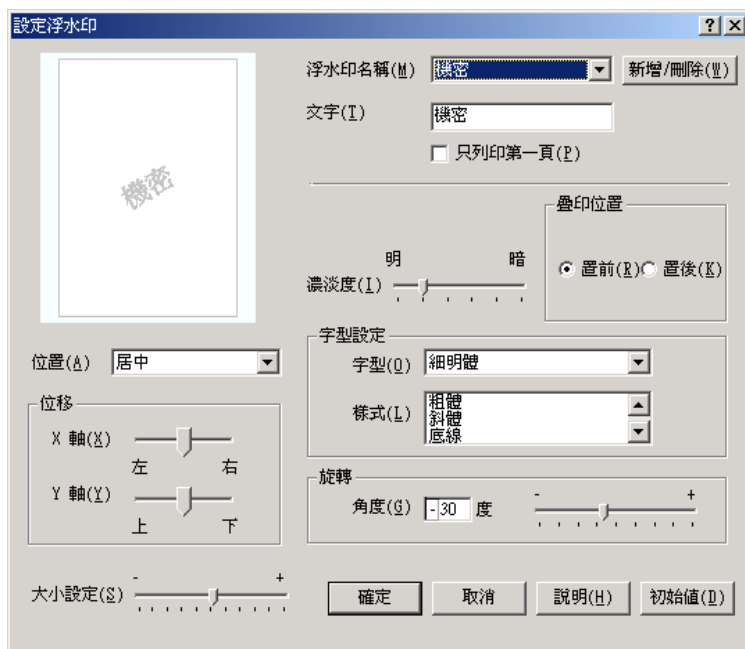 設定浮水印
機密
浮水印名稱(M) 機密 新增/刪除(W)
文字(T) 機密
只列印第一頁(P)
疊印位置
置前(R) 置後(K)
明 暗
濃淡度(I)
位置(A) 居中
字型設定
字型(O) 細明體
樣式(L) 粗體
斜體
底線
位移
X 軸(X)
左 右
Y 軸(Y)
上 下
旋轉
角度(G) -30 度 - +
大小設定(S) - +
確定 取消 說明(H) 初始值(D)